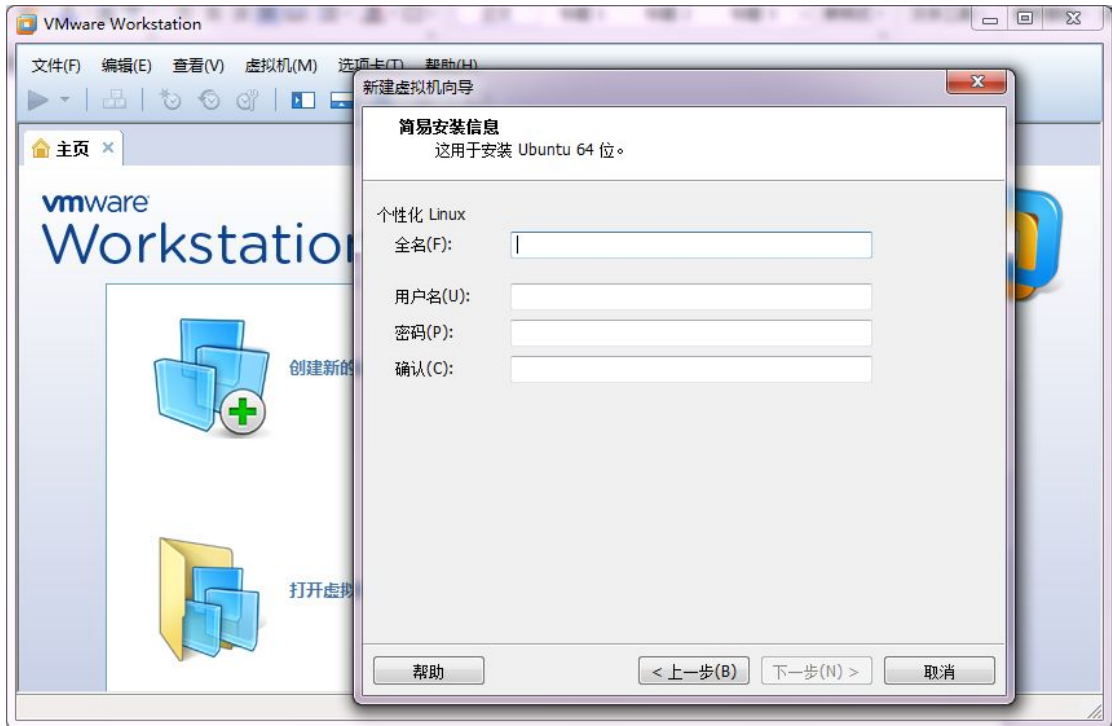 VMware Workstation
文件(F) 编辑(E) 查看(V) 虚拟机(M) 选项卡(T) 帮助(H)
主页
vmware
Workstation
创建新的
打开虚拟
新建虚拟机向导
简易安装信息
这用于安装 Ubuntu 64 位。
个性化 Linux
全名(F):
用户名(U):
密码(P):
确认(C):
帮助
< 上一步(B)
下一步(N) >
取消